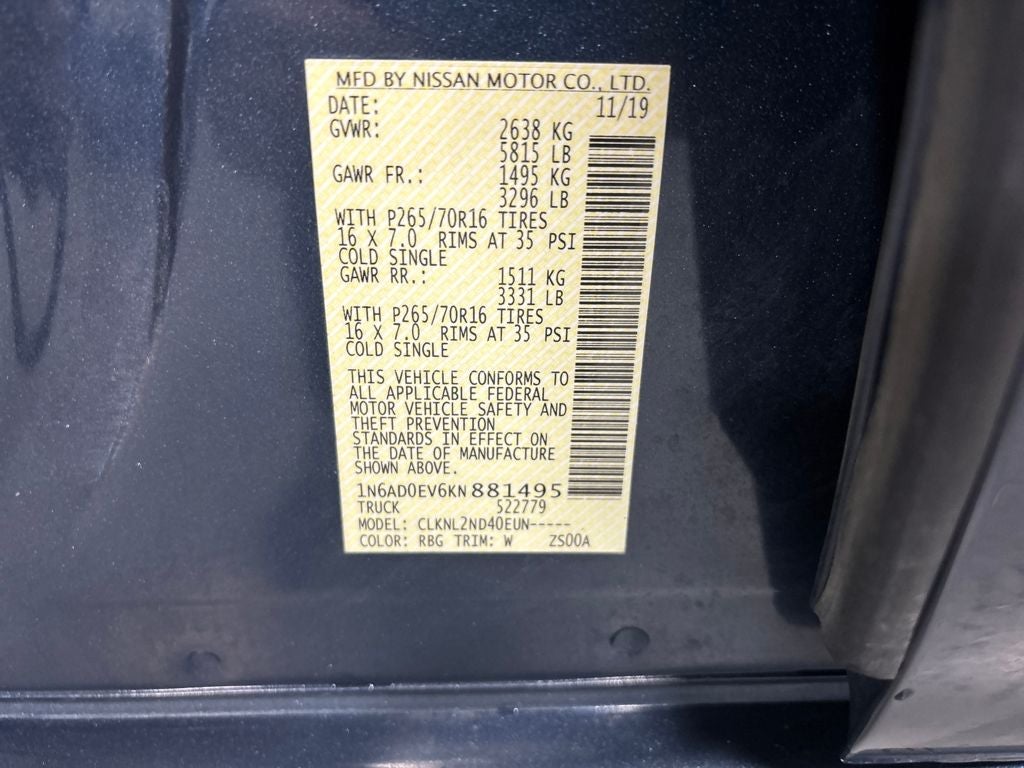 MFD BY NISSAN MOTOR CO., LTD.
DATE: 11/19
GVWR: 2638 KG
5815 LB
GAWR FR.: 1495 KG
3296 LB
WITH P265/70R16 TIRES
16 X 7.0 RIMS AT 35 PSI
COLD SINGLE
GAWR RR.: 1511 KG
3331 LB
WITH P265/70R16 TIRES
16 X 7.0 RIMS AT 35 PSI
COLD SINGLE
THIS VEHICLE CONFORMS TO
ALL APPLICABLE FEDERAL
MOTOR VEHICLE SAFETY AND
THEFT PREVENTION
STANDARDS IN EFFECT ON
THE DATE OF MANUFACTURE
SHOWN ABOVE.
1N6AD0EV6KN 881495
TRUCK 522779
MODEL: CLKNL2ND40EUN-----
COLOR: RBG TRIM: W ZS00A